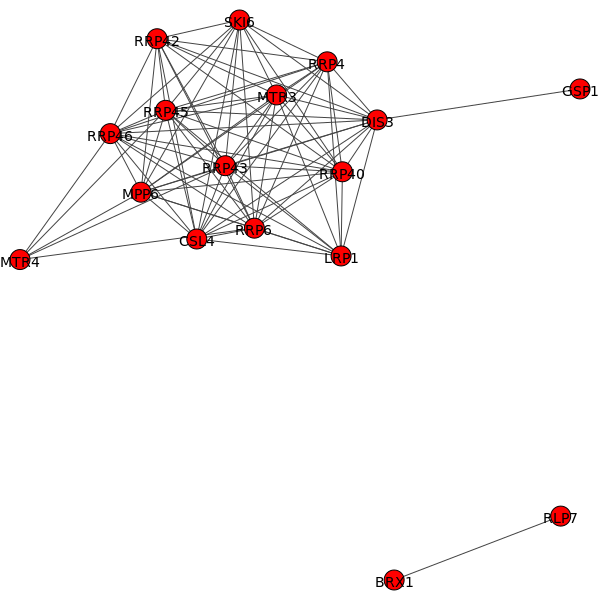 SKI6
RRP42
RRP4
GSP1
MTR3
RRP45
DIS3
RRP46
RRP43
RRP40
MPP6
RRP6
CSL4
LRP1
MTR4
RLP7
BRX1